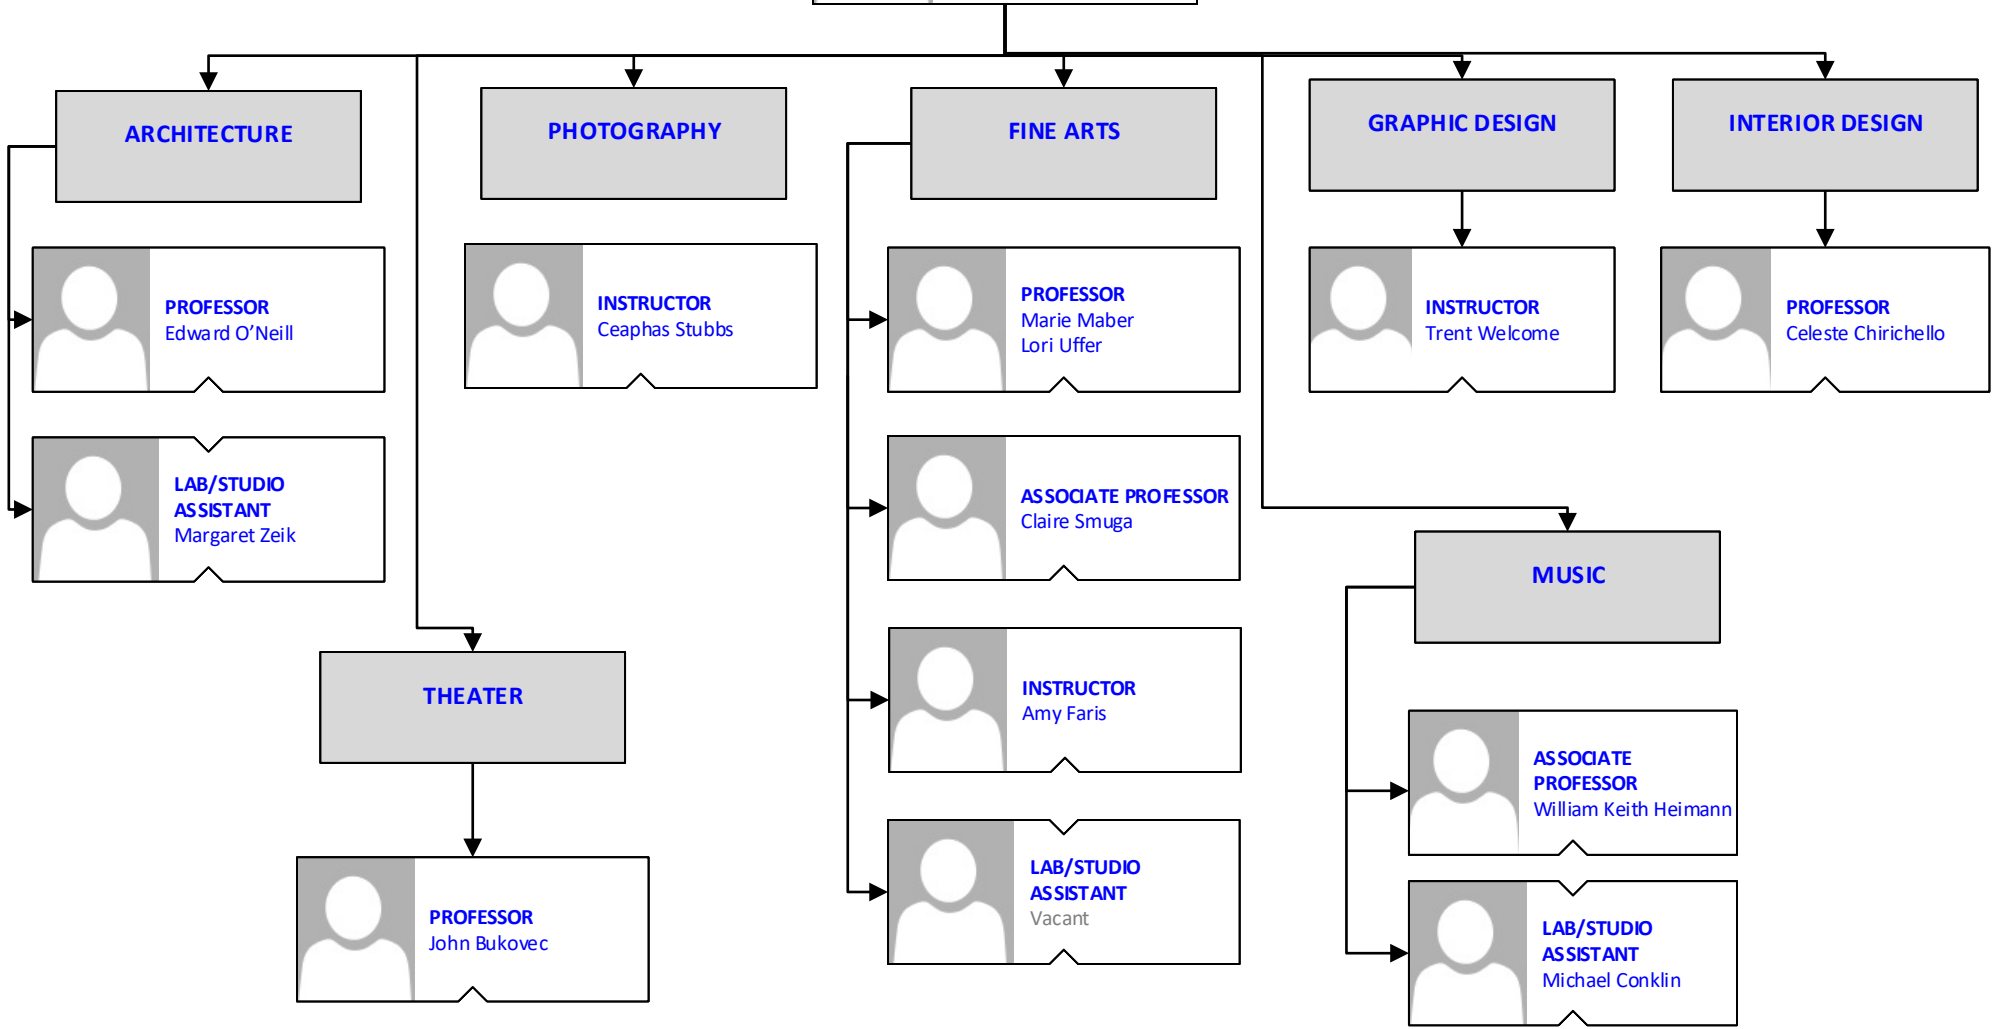 ARCHITECTURE
PHOTOGRAPHY
FINE ARTS
GRAPHIC DESIGN
INTERIOR DESIGN
PROFESSOR
Edward O’Neill
INSTRUCTOR
Ceaphas Stubbs
PROFESSOR
Marie Maber
Lori Uffer
INSTRUCTOR
Trent Welcome
PROFESSOR
Celeste Chirichello
LAB/STUDIO
ASSISTANT
Margaret Zeik
ASSOCIATE PROFESSOR
Claire Smuga
MUSIC
THEATER
INSTRUCTOR
Amy Faris
ASSOCIATE
PROFESSOR
William Keith Heimann
LAB/STUDIO
ASSISTANT
Vacant
PROFESSOR
John Bukovec
LAB/STUDIO
ASSISTANT
Michael Conklin